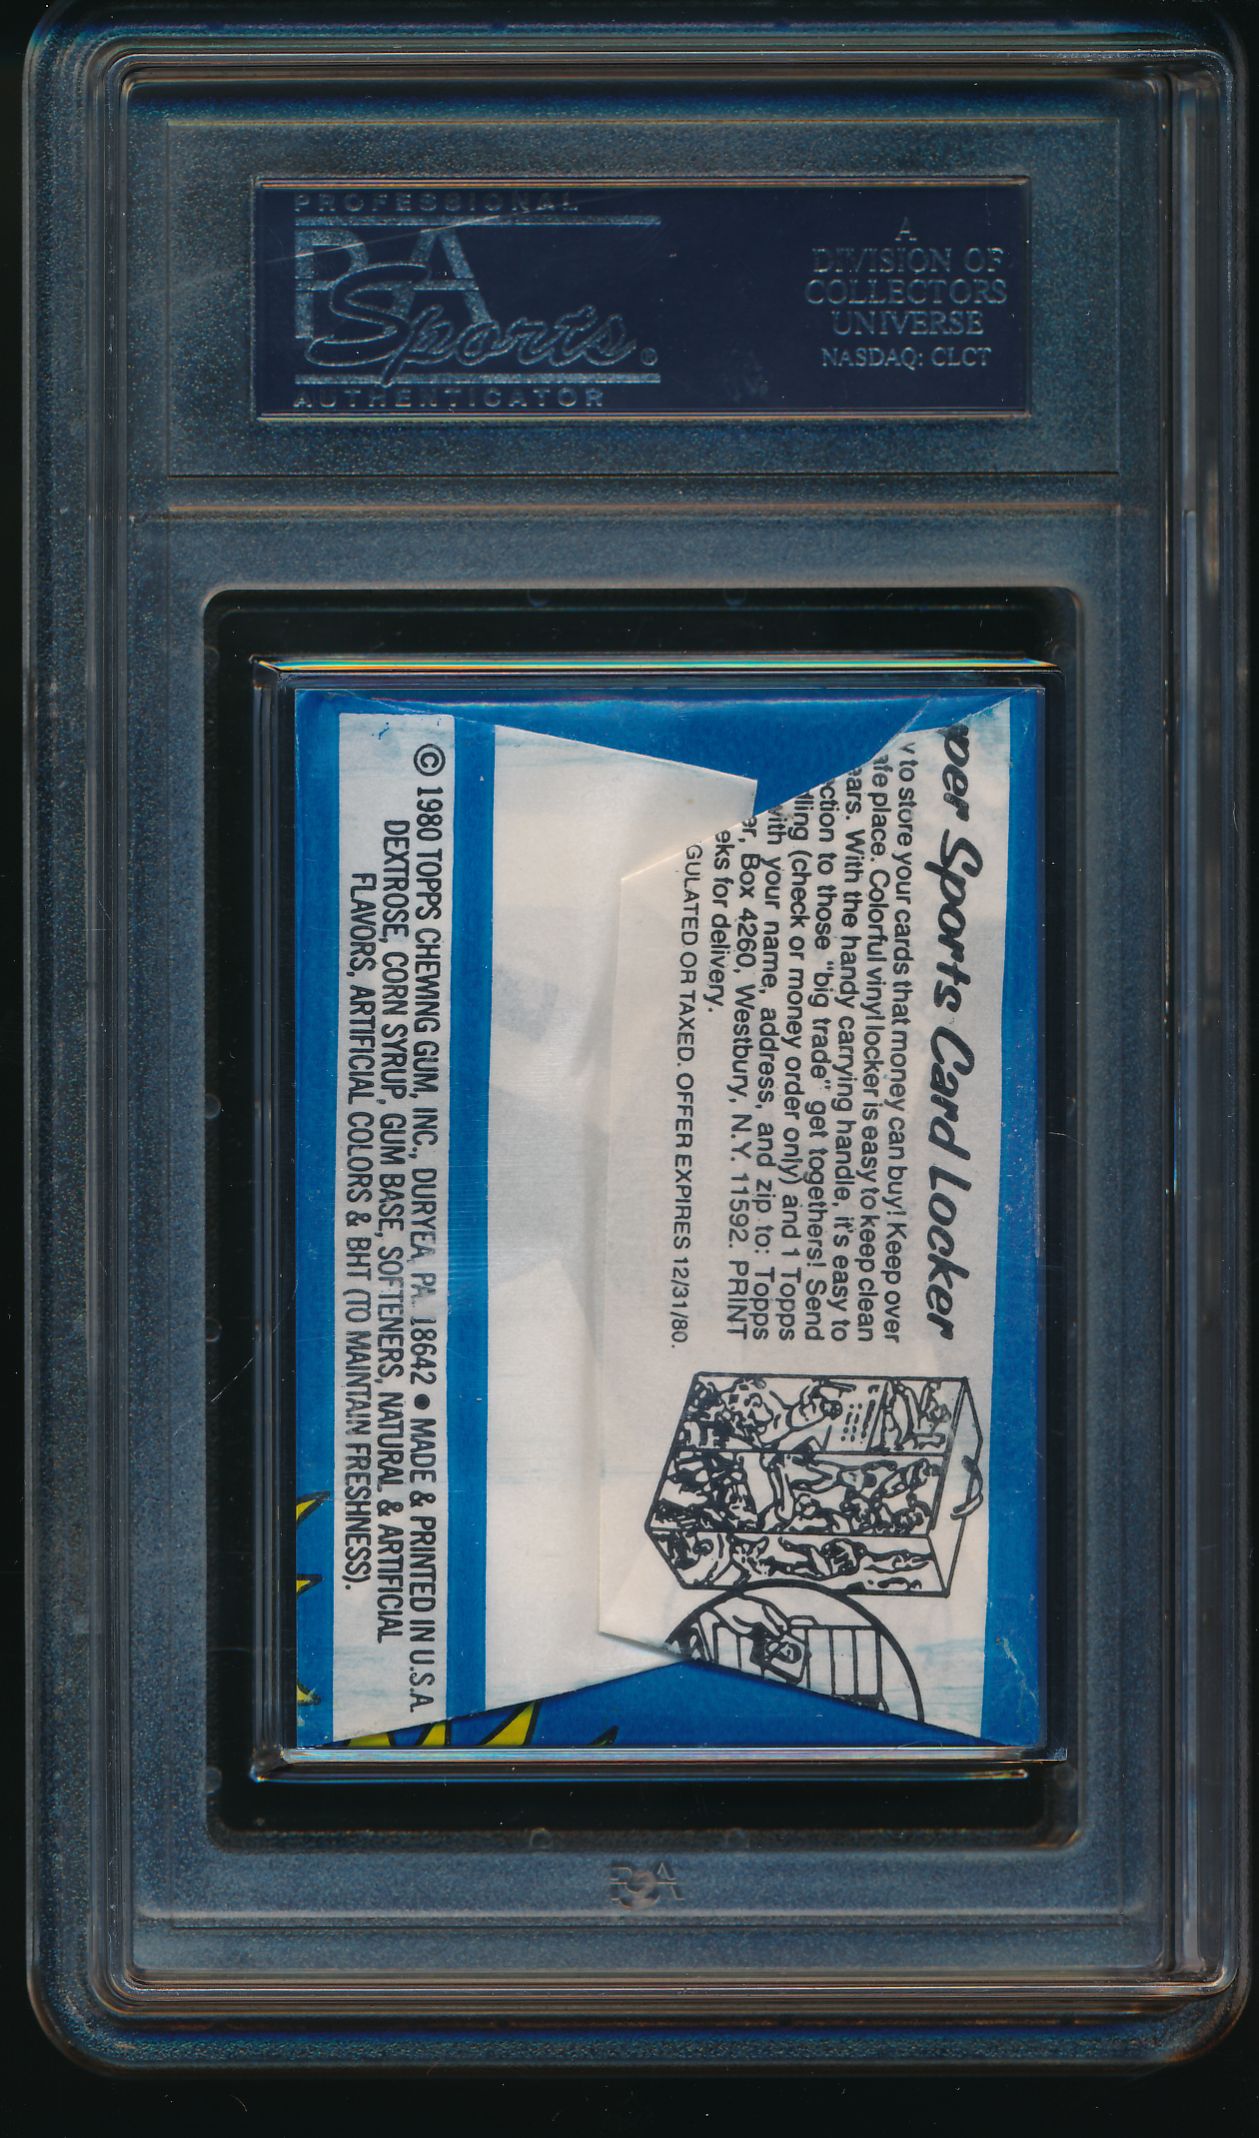 PROFESSIONAL
PSA
Sports
AUTHENTICATOR
A
DIVISION OF
COLLECTORS
UNIVERSE
NASDAQ: CLCT
per Sports Card Locker
y to store your cards that money can buy! Keep over
afe place. Colorful vinyl locker is easy to keep clean
ears. With the handy carrying handle, it's easy to
ction to those "big trade" get togethers! Send
dling (check or money order only) and 1 Topps
with your name, address, and zip to: Topps
er, Box 4260, Westbury, N.Y. 11592. PRINT
eks for delivery.
GULATED OR TAXED. OFFER EXPIRES 12/31/80.
© 1980 TOPPS CHEWING GUM, INC., DURYEA, PA. 18642 • MADE & PRINTED IN U.S.A.
DEXTROSE, CORN SYRUP, GUM BASE, SOFTENERS, NATURAL & ARTIFICIAL
FLAVORS, ARTIFICIAL COLORS & BHT (TO MAINTAIN FRESHNESS).
PSA